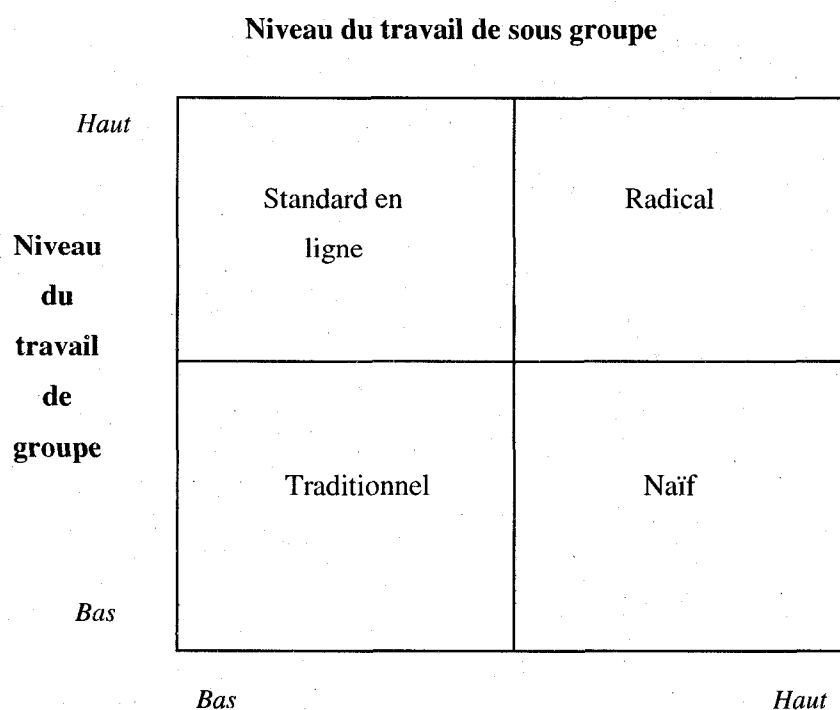 Niveau du travail de sous groupe
Haut
Standard en
ligne
Radical
Niveau
du
travail
de
groupe
Traditionnel
Naïf
Bas
Bas
Haut